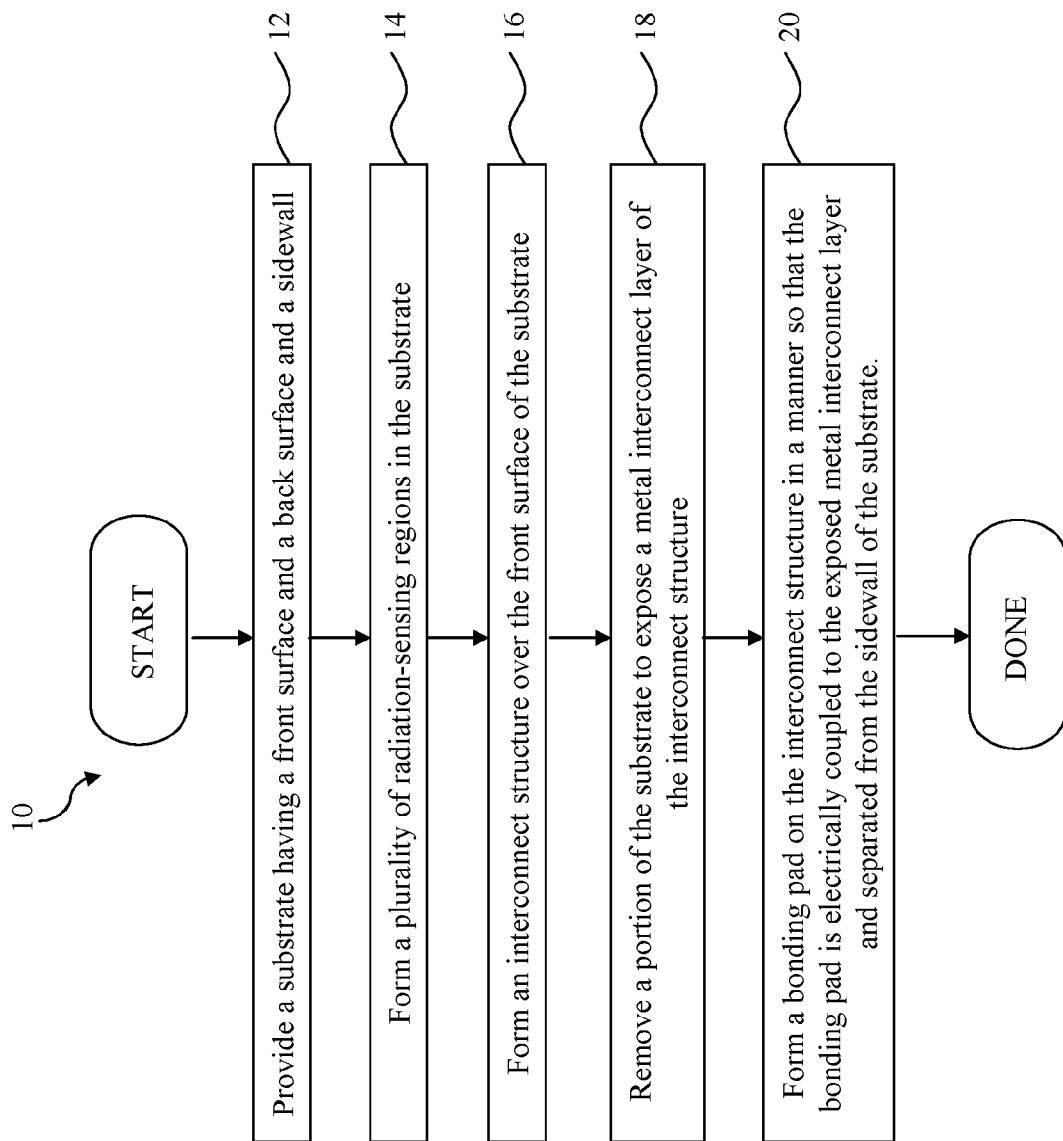 10
START
Provide a substrate having a front surface and a back surface and a sidewall
12
Form a plurality of radiation-sensing regions in the substrate
14
Form an interconnect structure over the front surface of the substrate
16
Remove a portion of the substrate to expose a metal interconnect layer of
the interconnect structure
18
Form a bonding pad on the interconnect structure in a manner so that the
bonding pad is electrically coupled to the exposed metal interconnect layer
and separated from the sidewall of the substrate.
20
DONE